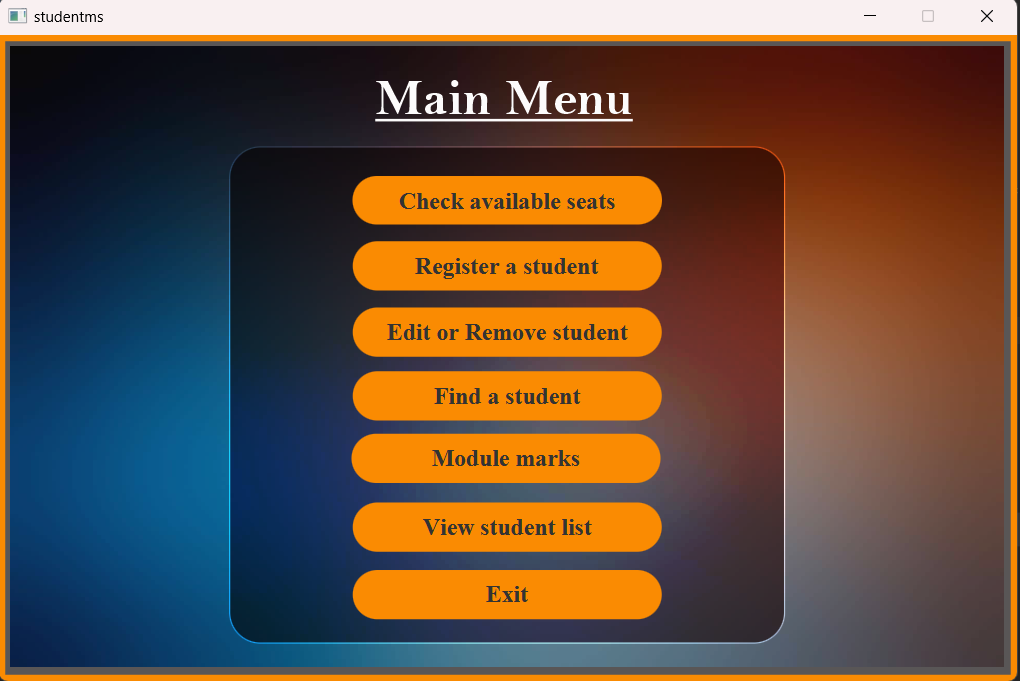 studentms
Main Menu
Check available seats
Register a student
Edit or Remove student
Find a student
Module marks
View student list
Exit